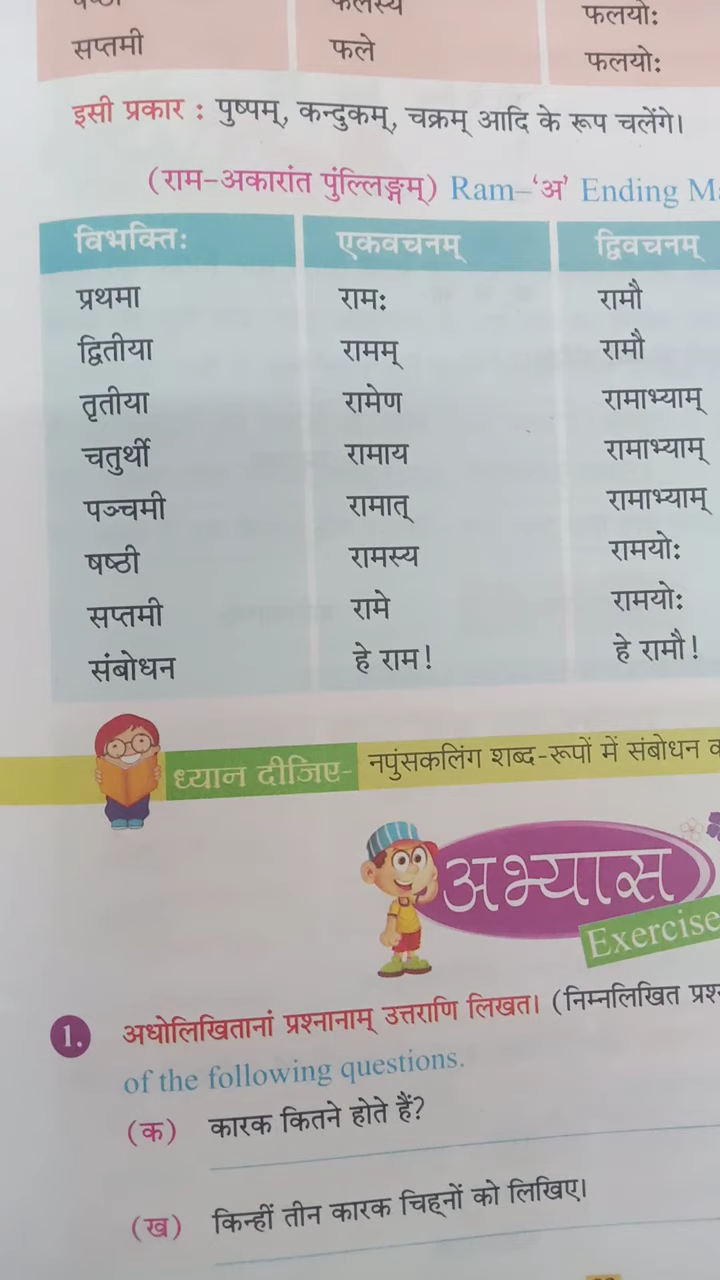 फलस्य फलयोः
सप्तमी फले फलयोः
इसी प्रकार : पुष्पम्, कन्दुकम्, चक्रम् आदि के रूप चलेंगे।
(राम-अकारांत पुंल्लिङ्गम्) Ram–‘अ’ Ending
विभक्तिः एकवचनम् द्विवचनम्
प्रथमा रामः रामौ
द्वितीया रामम् रामौ
तृतीया रामेण रामाभ्याम्
चतुर्थी रामाय रामाभ्याम्
पञ्चमी रामात् रामाभ्याम्
षष्ठी रामस्य रामयोः
सप्तमी रामे रामयोः
संबोधन हे राम! हे रामौ!
ध्यान दीजिए- नपुंसकलिंग शब्द-रूपों में संबोधन
अभ्यास
Exercise
1. अधोलिखितानां प्रश्नानाम् उत्तराणि लिखत। (निम्नलिखित
of the following questions.
(क) कारक कितने होते हैं?
(ख) किन्हीं तीन कारक चिह्नों को लिखिए।